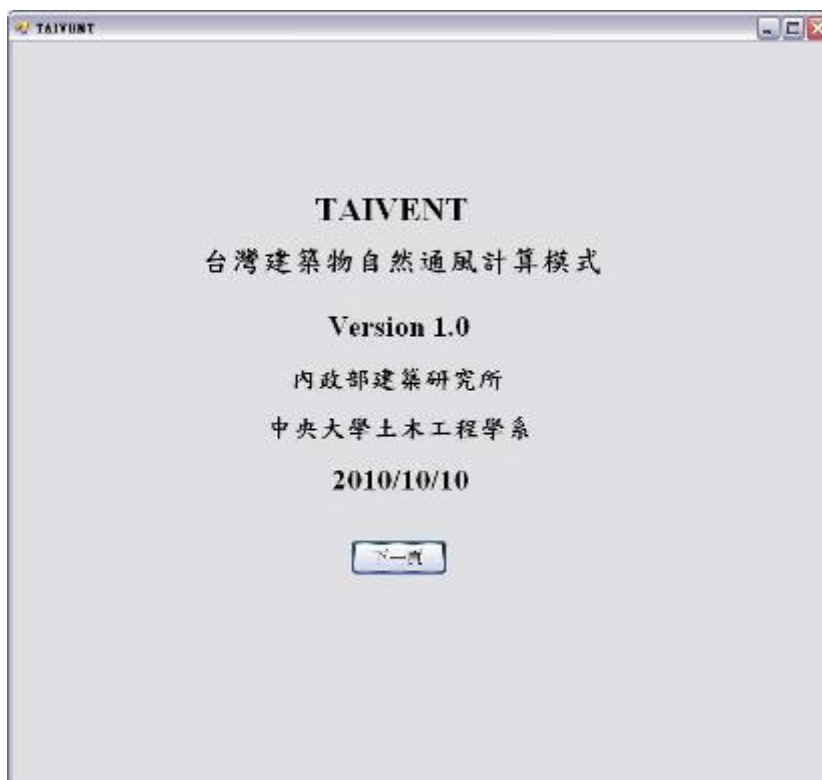 TAIVENT
TAIVENT
台灣建築物自然通風計算模式
Version 1.0
內政部建築研究所
中央大學土木工程學系
2010/10/10
下一頁